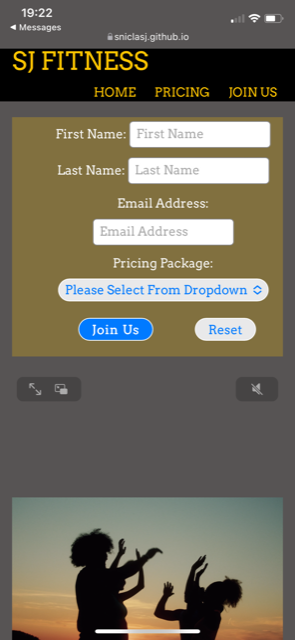 19:22
◀ Messages
sniclasj.github.io
SJ FITNESS
HOME PRICING JOIN US
First Name: First Name
Last Name: Last Name
Email Address:
Email Address
Pricing Package:
Please Select From Dropdown
Join Us Reset